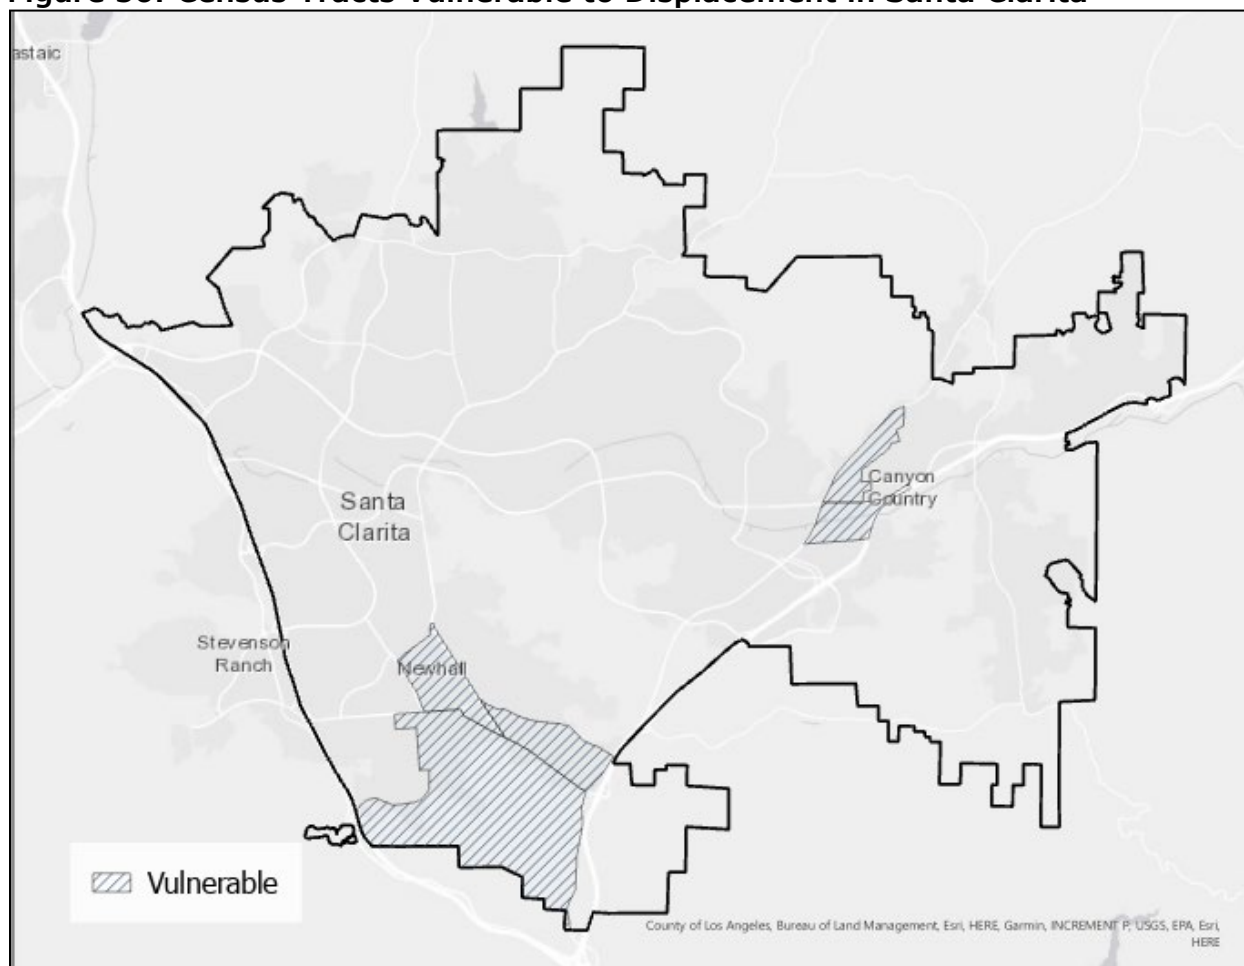 Figure 36: Census Tracts Vulnerable to Displacement in Santa Clarita
astaic
Canyon
Country
Santa
Clarita
Stevenson
Ranch
Newhall
Vulnerable
County of Los Angeles, Bureau of Land Management, Esri, HERE, Garmin, INCREMENT P, USGS, EPA, Esri,
HERE